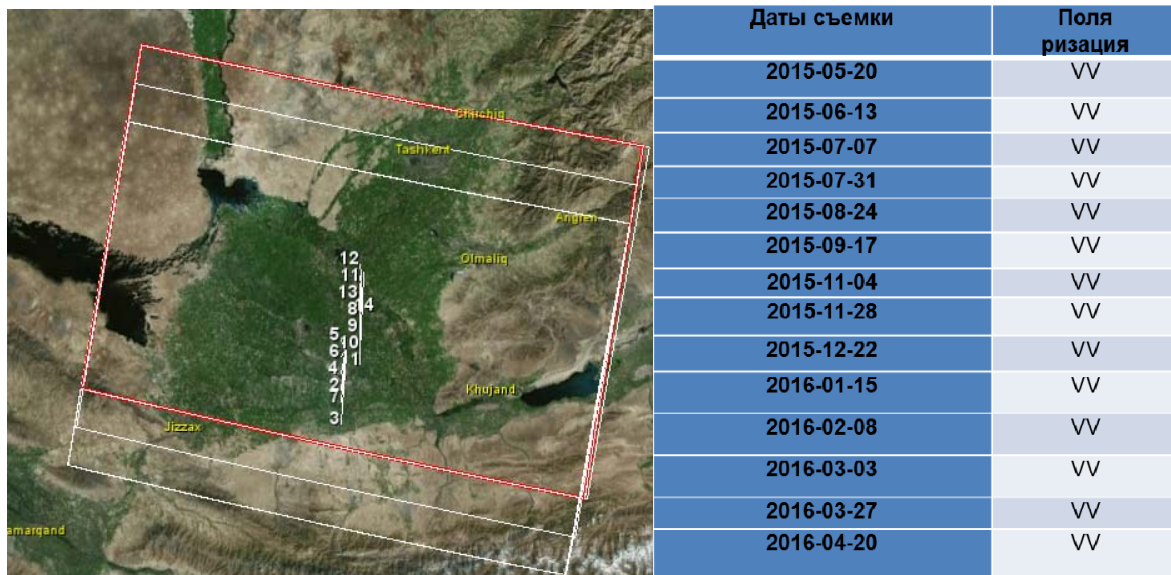 Chirchiq
Tashkent
Angren
Olmaliq
12
11
13
4
8
9
5
10
6
11
4
2
7
3
Khujand
Jizzax
amarqand
Даты съемки
Поля
ризация
2015-05-20 VV
2015-06-13 VV
2015-07-07 VV
2015-07-31 VV
2015-08-24 VV
2015-09-17 VV
2015-11-04 VV
2015-11-28 VV
2015-12-22 VV
2016-01-15 VV
2016-02-08 VV
2016-03-03 VV
2016-03-27 VV
2016-04-20 VV